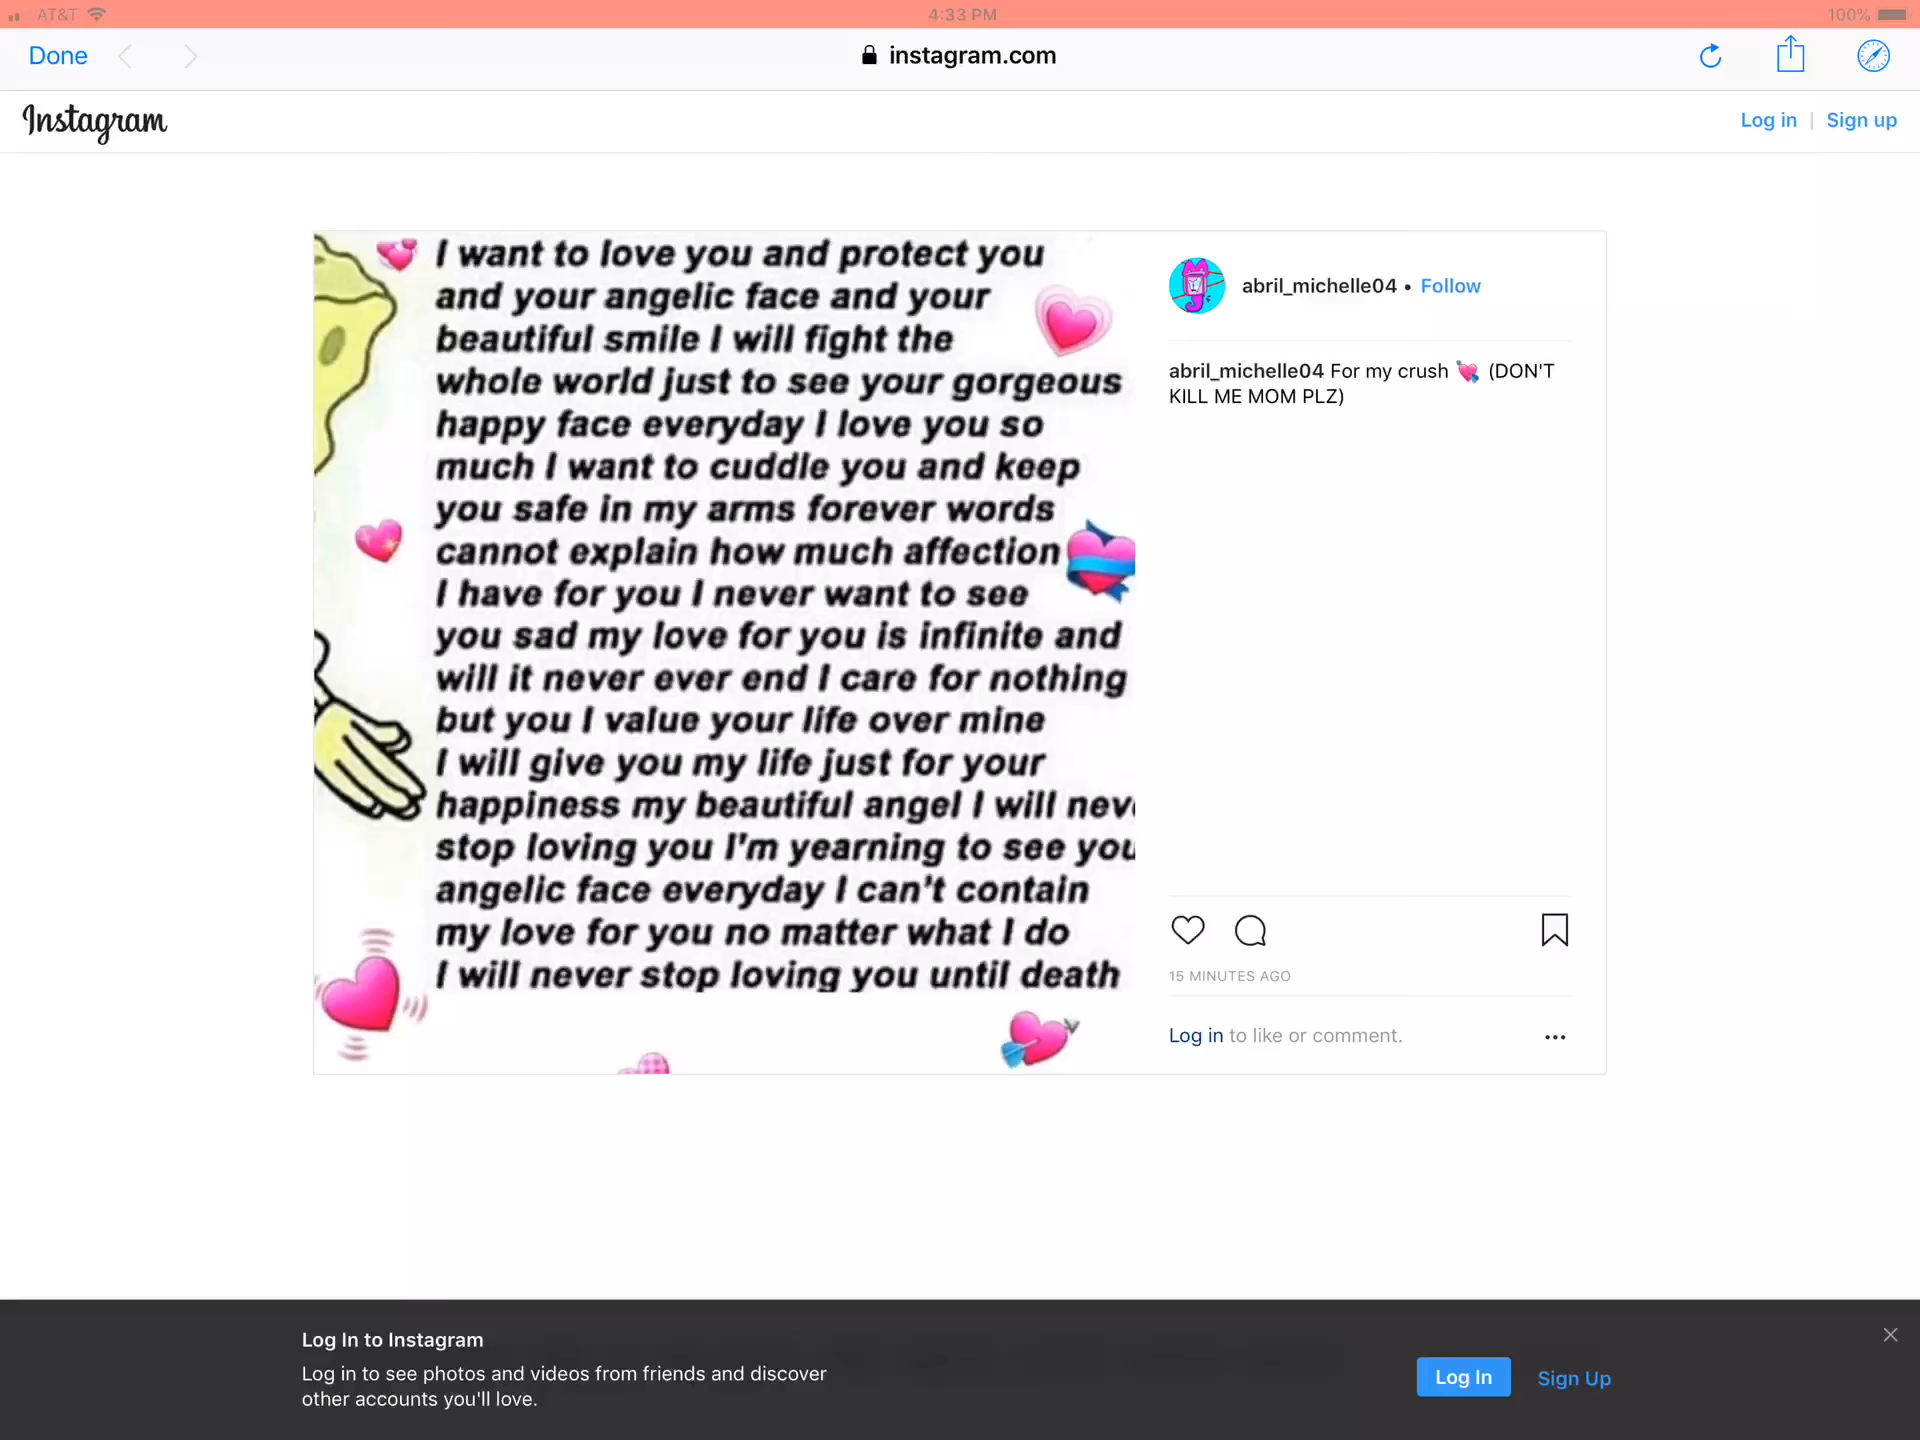 AT&T
4:33 PM
100%
Done
instagram.com
Instagram
Log in | Sign up
I want to love you and protect you
and your angelic face and your
beautiful smile I will fight the
whole world just to see your gorgeous
happy face everyday I love you so
much I want to cuddle you and keep
you safe in my arms forever words
cannot explain how much affection
I have for you I never want to see
you sad my love for you is infinite and
will it never ever end I care for nothing
but you I value your life over mine
I will give you my life just for your
happiness my beautiful angel I will nev
stop loving you I'm yearning to see you
angelic face everyday I can't contain
my love for you no matter what I do
I will never stop loving you until death
abril_michelle04 • Follow
abril_michelle04 For my crush 💘 (DON'T
KILL ME MOM PLZ)
15 MINUTES AGO
Log in to like or comment.
Log In to Instagram
Log in to see photos and videos from friends and discover
other accounts you'll love.
Log In
Sign Up